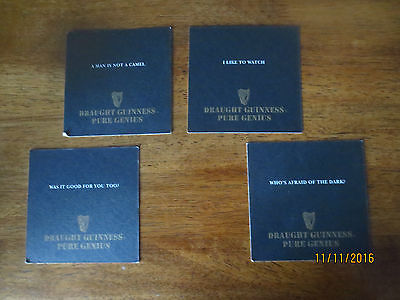 A MAN IS NOT A CAMEL
DRAUGHT GUINNESS
PURE GENIUS
I LIKE TO WATCH
DRAUGHT GUINNESS
PURE GENIUS
WAS IT GOOD FOR YOU TOO?
DRAUGHT GUINNESS
PURE GENIUS
WHO'S AFRAID OF THE DARK?
DRAUGHT GUINNESS
PURE GENIUS
11/11/2016